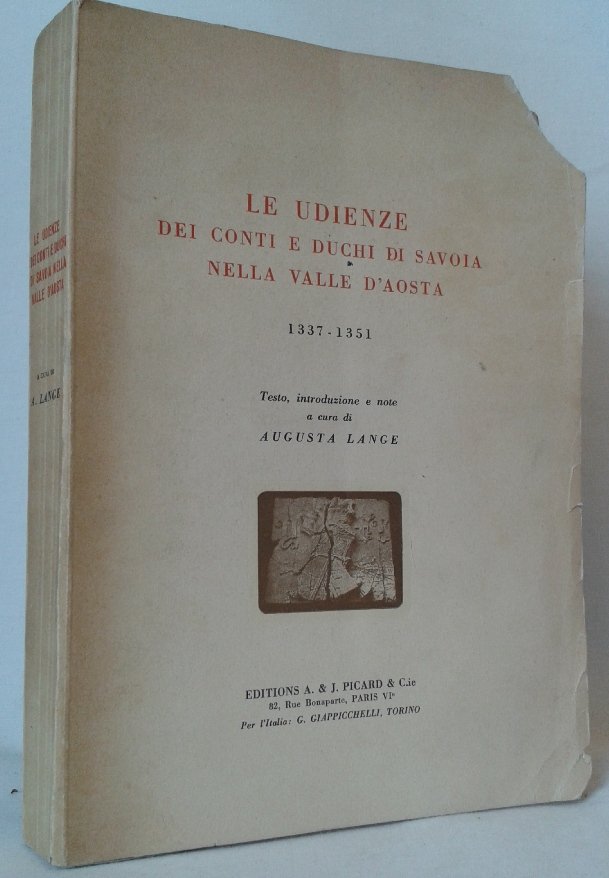 LE UDIENZE
DEI CONTI E DUCHI DI SAVOIA
NELLA VALLE D'AOSTA
1337-1351
Testo, introduzione e note
a cura di
AUGUSTA LANGE
EDITIONS A. & J. PICARD & C.ie
82, Rue Bonaparte, PARIS VIe
Per l'Italia: G. GIAPPICCHELLI, TORINO
LE UDIENZE
DEI CONTI E DUCHI
DI SAVOIA NELLA
VALLE D'AOSTA
A CURA DI
A. LANGE